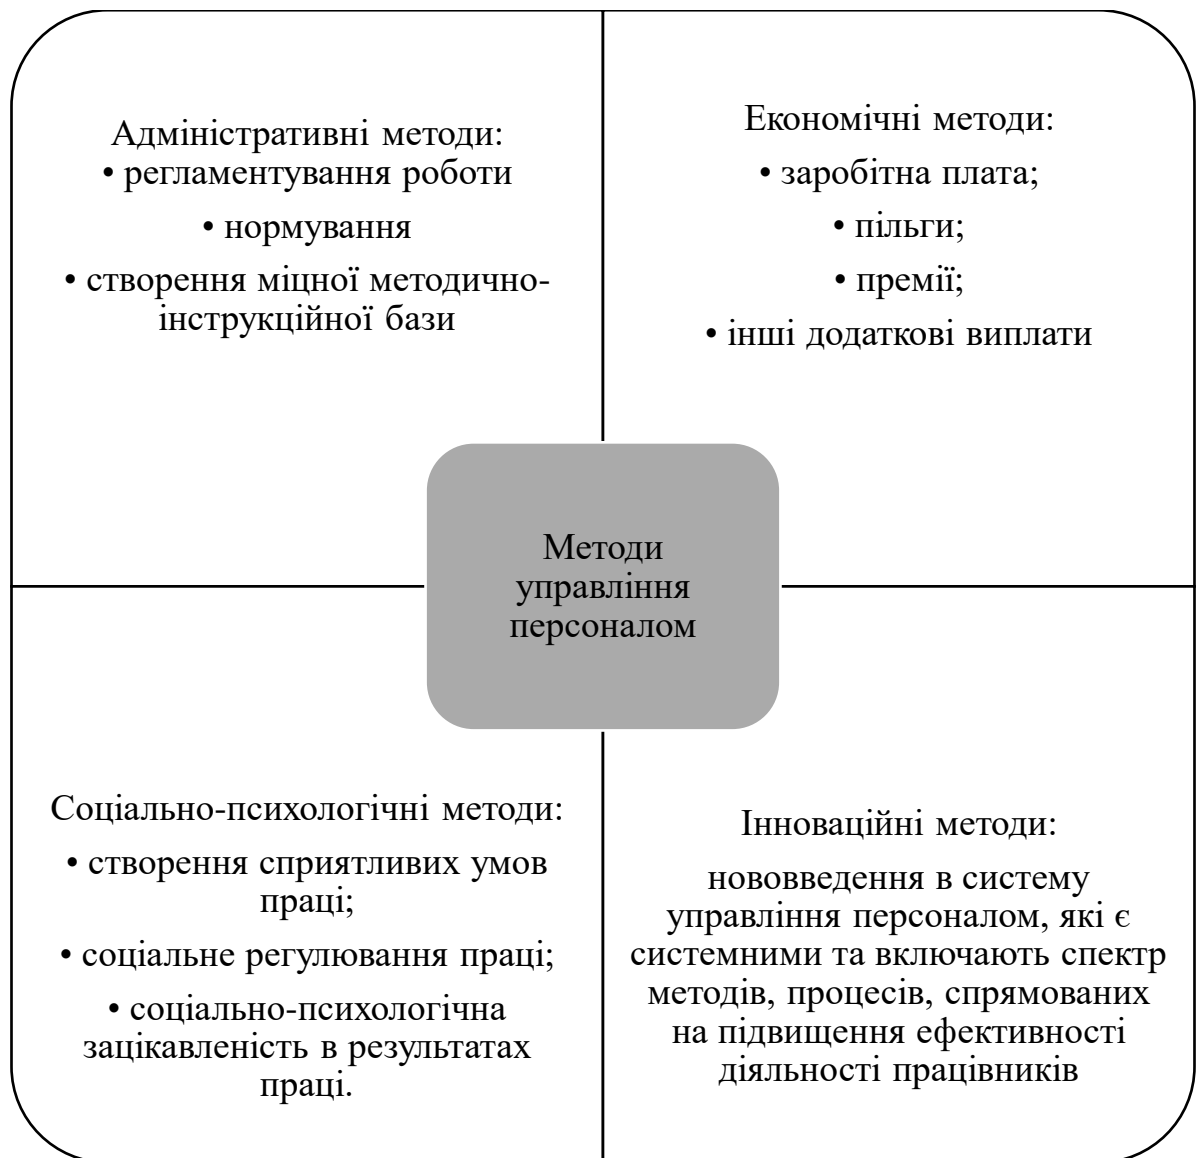 Адміністративні методи:
• регламентування роботи
• нормування
• створення міцної методично-
інструкційної бази
Економічні методи:
• заробітна плата;
• пільги;
• премії;
• інші додаткові виплати
Методи
управління
персоналом
Соціально-психологічні методи:
• створення сприятливих умов
праці;
• соціальне регулювання праці;
• соціально-психологічна
зацікавленість в результатах
праці.
Інноваційні методи:
нововведення в систему
управління персоналом, які є
системними та включають спектр
методів, процесів, спрямованих
на підвищення ефективності
діяльності працівників